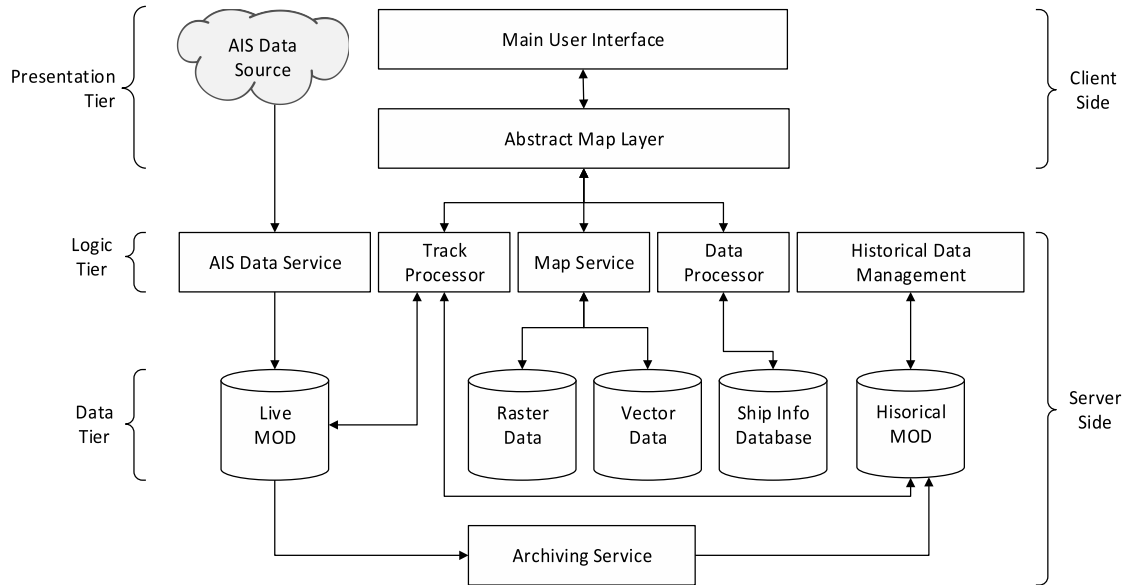 AIS Data
Source
Main User Interface
Presentation
Tier
Client
Side
Abstract Map Layer
Logic
Tier
AIS Data Service
Track
Processor
Map Service
Data
Processor
Historical Data
Management
Data
Tier
Live
MOD
Raster
Data
Vector
Data
Ship Info
Database
Hisorical
MOD
Server
Side
Archiving Service